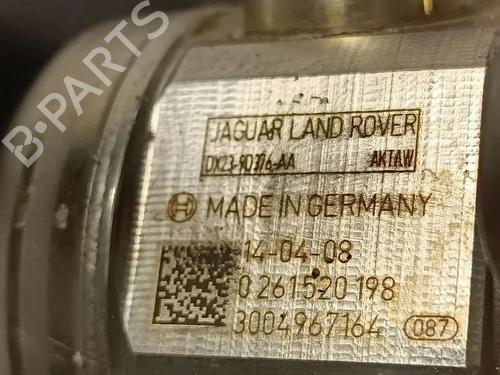 B-PARTS
JAGUAR LAND ROVER
DX23-9D376-AA AKTAW
MADE IN GERMANY
14-04-08
0 261 520 198
3004967164 087